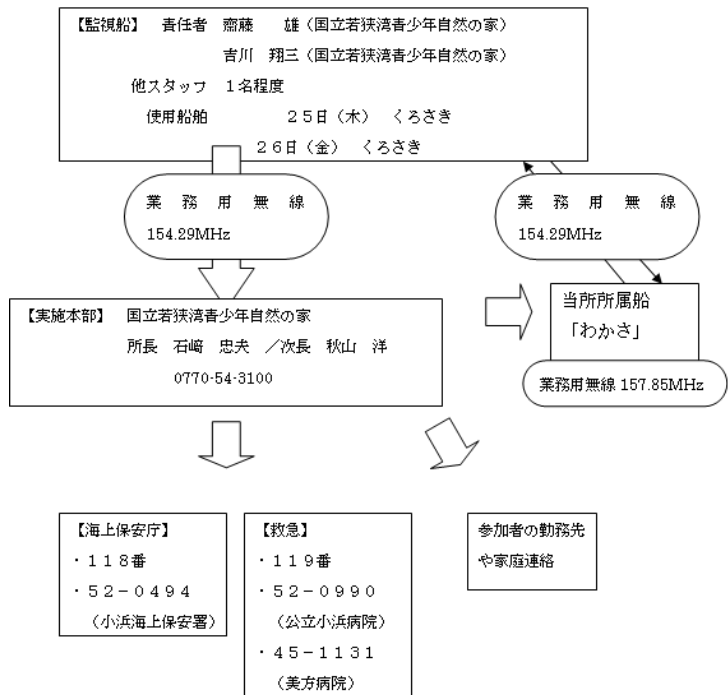 【監視船】 責任者 齋藤 雄(国立若狭湾青少年自然の家)
吉川 翔三(国立若狭湾青少年自然の家)
他スタッフ １名程度
使用船舶 ２５日(木) くろさき
２６日(金) くろさき
業務用無線
154.29MHz
業務用無線
154.29MHz
【実施本部】 国立若狭湾青少年自然の家
所長 石﨑 忠夫 ／次長 秋山 洋
0770-54-3100
当所所属船
「わかさ」
業務用無線 157.85MHz
【海上保安庁】
・１１８番
・５２－０４９４
(小浜海上保安署)
【救急】
・１１９番
・５２－０９９０
(公立小浜病院)
・４５－１１３１
(美方病院)
参加者の勤務先
や家庭連絡